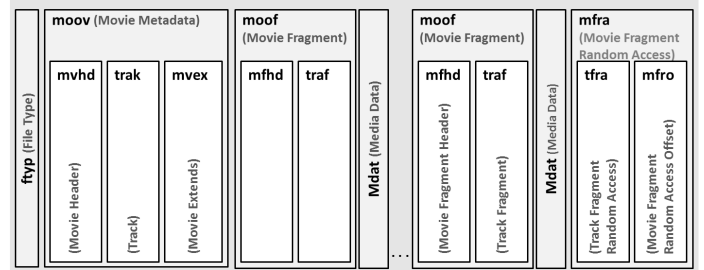 ftyp (File Type)
moov (Movie Metadata)
mvhd
(Movie Header)
trak
(Track)
mvex
(Movie Extends)
moof
(Movie Fragment)
mfhd
traf
Mdat (Media Data)
...
moof
(Movie Fragment)
mfhd
(Movie Fragment Header)
traf
(Track Fragment)
Mdat (Media Data)
mfra
(Movie Fragment
Random Access)
tfra
(Track Fragment
Random Access)
mfro
(Movie Fragment
Random Access Offset)